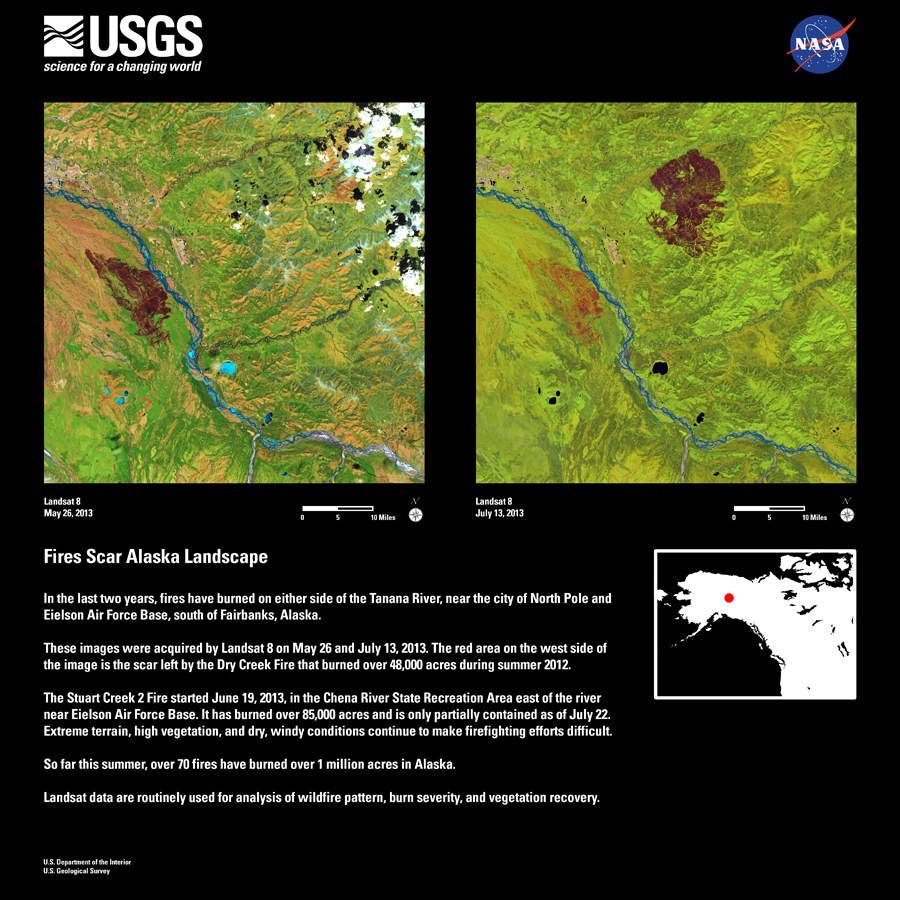 USGS
science for a changing world
NASA
Landsat 8
May 26, 2013
0 5 10 Miles
N
Landsat 8
July 13, 2013
0 5 10 Miles
N
Fires Scar Alaska Landscape
In the last two years, fires have burned on either side of the Tanana River, near the city of North Pole and
Eielson Air Force Base, south of Fairbanks, Alaska.
These images were acquired by Landsat 8 on May 26 and July 13, 2013. The red area on the west side of
the image is the scar left by the Dry Creek Fire that burned over 48,000 acres during summer 2012.
The Stuart Creek 2 Fire started June 19, 2013, in the Chena River State Recreation Area east of the river
near Eielson Air Force Base. It has burned over 85,000 acres and is only partially contained as of July 22.
Extreme terrain, high vegetation, and dry, windy conditions continue to make firefighting efforts difficult.
So far this summer, over 70 fires have burned over 1 million acres in Alaska.
Landsat data are routinely used for analysis of wildfire pattern, burn severity, and vegetation recovery.
U.S. Department of the Interior
U.S. Geological Survey